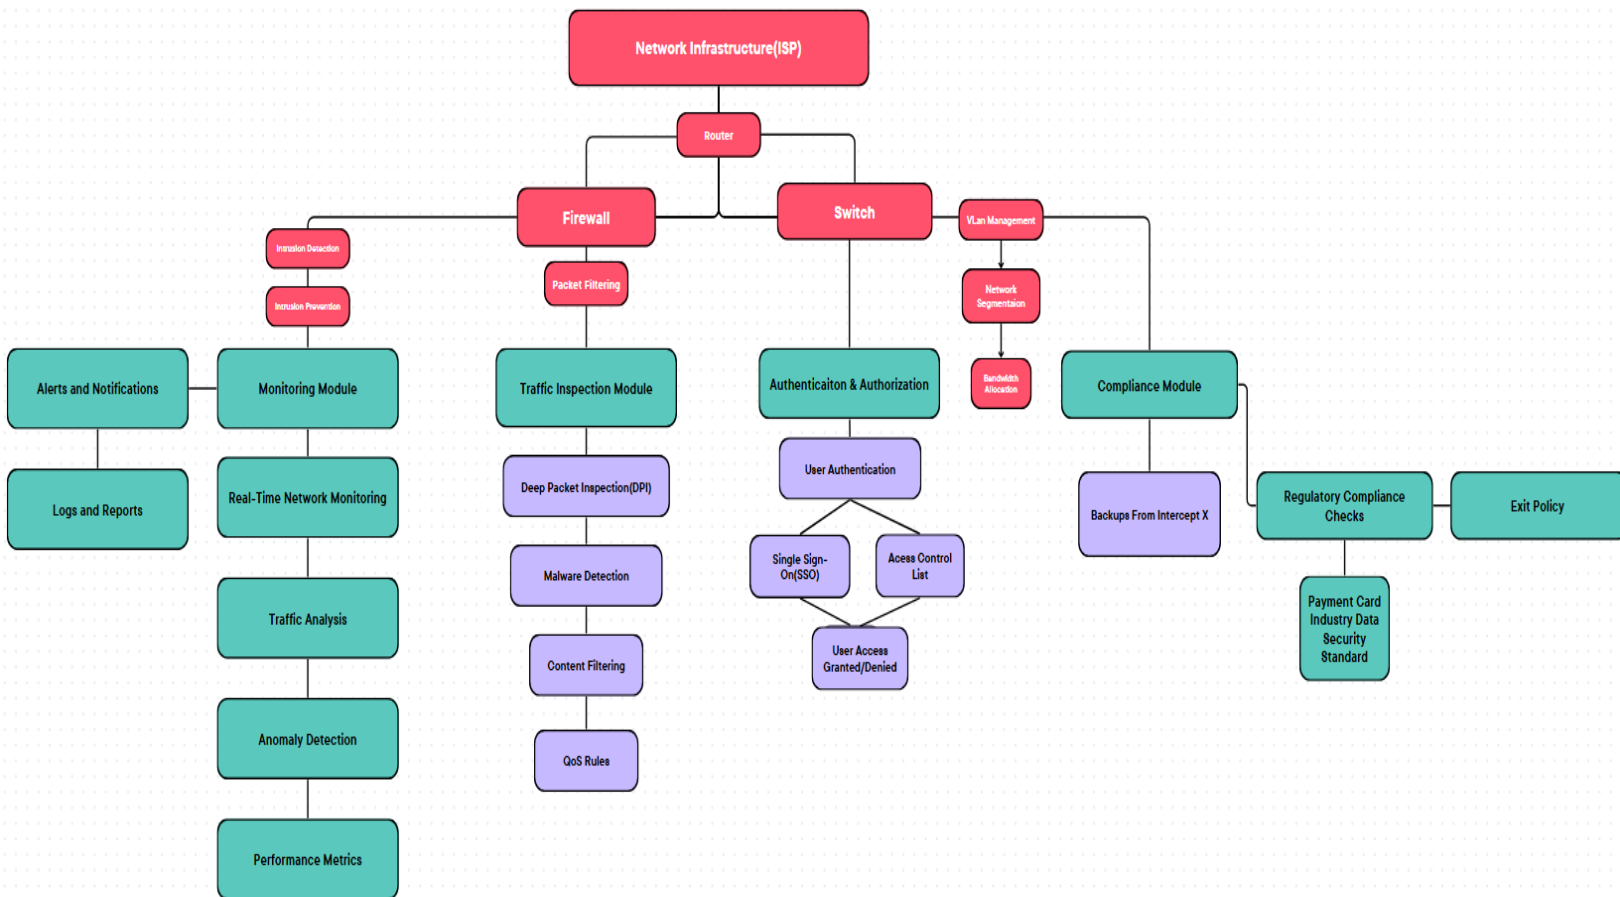 Network Infrastructure(ISP)
Router
Firewall
Switch
VLan Management
Intrusion Detection
Packet Filtering
Network
Segmentaion
Intrusion Prevention
Alerts and Notifications
Monitoring Module
Traffic Inspection Module
Authenticaiton & Authorization
Bandwidth
Allocation
Compliance Module
Logs and Reports
Real-Time Network Monitoring
Deep Packet Inspection(DPI)
User Authentication
Backups From Intercept X
Regulatory Compliance
Checks
Exit Policy
Traffic Analysis
Malware Detection
Single Sign-
On(SSO)
Acess Control
List
Payment Card
Industry Data
Security
Standard
Content Filtering
User Access
Granted/Denied
Anomaly Detection
QoS Rules
Performance Metrics